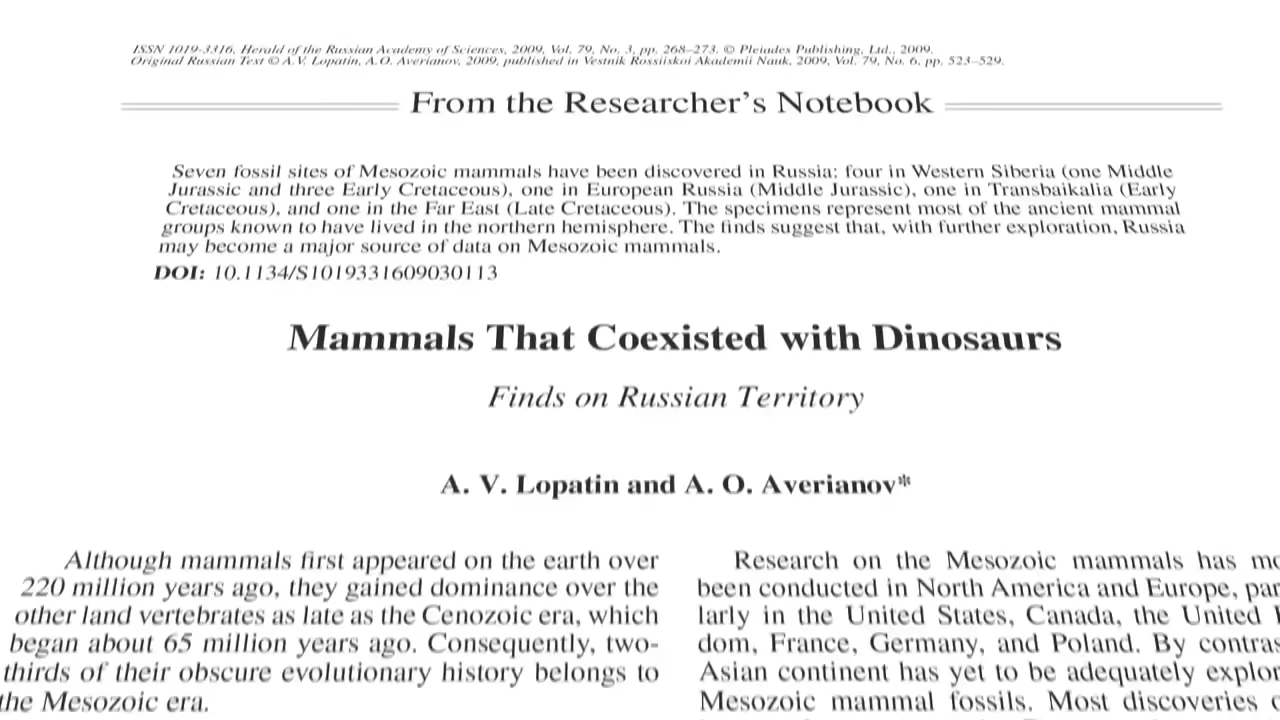 ISSN 1019-3316, Herald of the Russian Academy of Sciences, 2009, Vol. 79, No. 3, pp. 268–273. © Pleiades Publishing, Ltd., 2009.
Original Russian Text © A.V. Lopatin, A.O. Averianov, 2009, published in Vestnik Rossiiskoi Akademii Nauk, 2009, Vol. 79, No. 6, pp. 523–529.
From the Researcher's Notebook
Seven fossil sites of Mesozoic mammals have been discovered in Russia: four in Western Siberia (one Middle
Jurassic and three Early Cretaceous), one in European Russia (Middle Jurassic), one in Transbaikalia (Early
Cretaceous), and one in the Far East (Late Cretaceous). The specimens represent most of the ancient mammal
groups known to have lived in the northern hemisphere. The finds suggest that, with further exploration, Russia
may become a major source of data on Mesozoic mammals.
DOI: 10.1134/S1019331609030113
Mammals That Coexisted with Dinosaurs
Finds on Russian Territory
A. V. Lopatin and A. O. Averianov*
Although mammals first appeared on the earth over
220 million years ago, they gained dominance over the
other land vertebrates as late as the Cenozoic era, which
began about 65 million years ago. Consequently, two-
thirds of their obscure evolutionary history belongs to
the Mesozoic era.
Research on the Mesozoic mammals has
been conducted in North America and Europe,
larly in the United States, Canada, the United
dom, France, Germany, and Poland. By
Asian continent has yet to be adequately
Mesozoic mammal fossils. Most discoveries